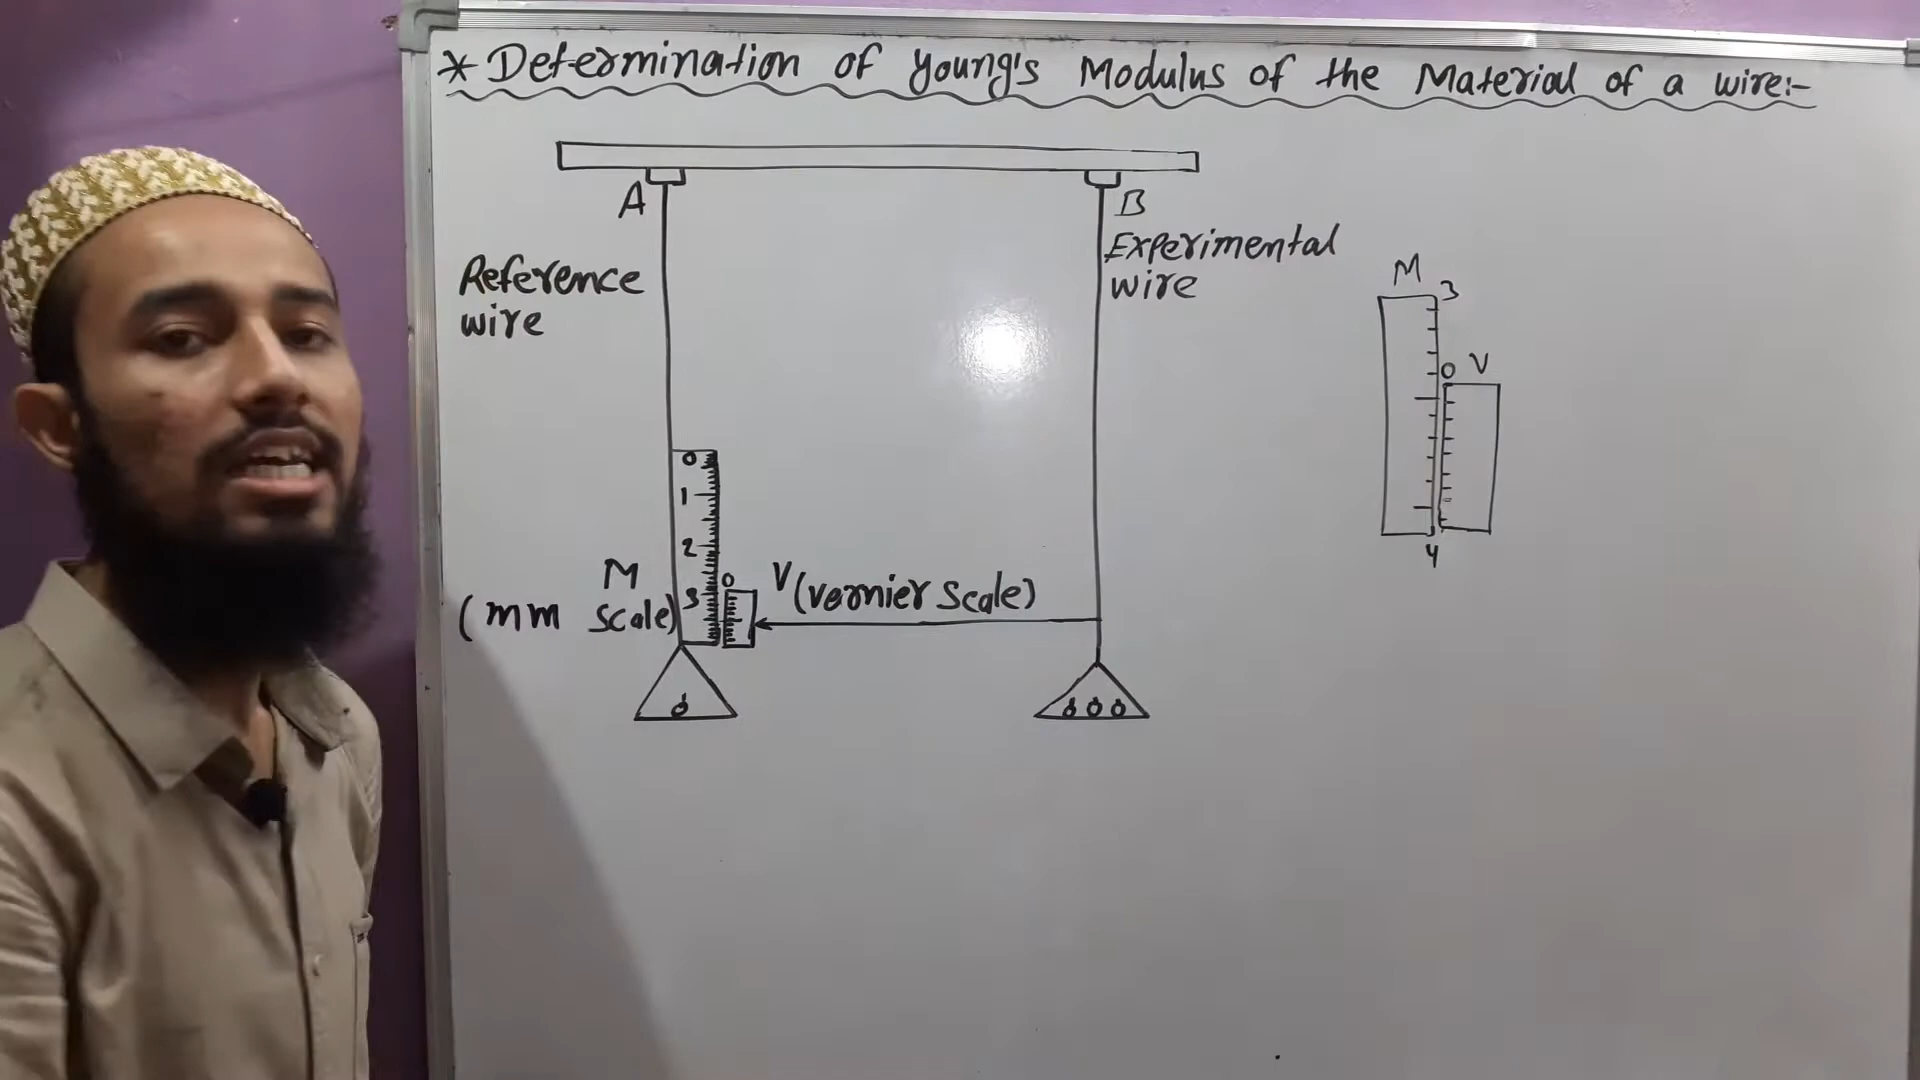 * Determination of Young's Modulus of the Material of a wire:-
A
B
Reference
wire
Experimental
wire
M
3
0 V
4
0
1
2
3
M
(mm scale)
0
V (vernier scale)